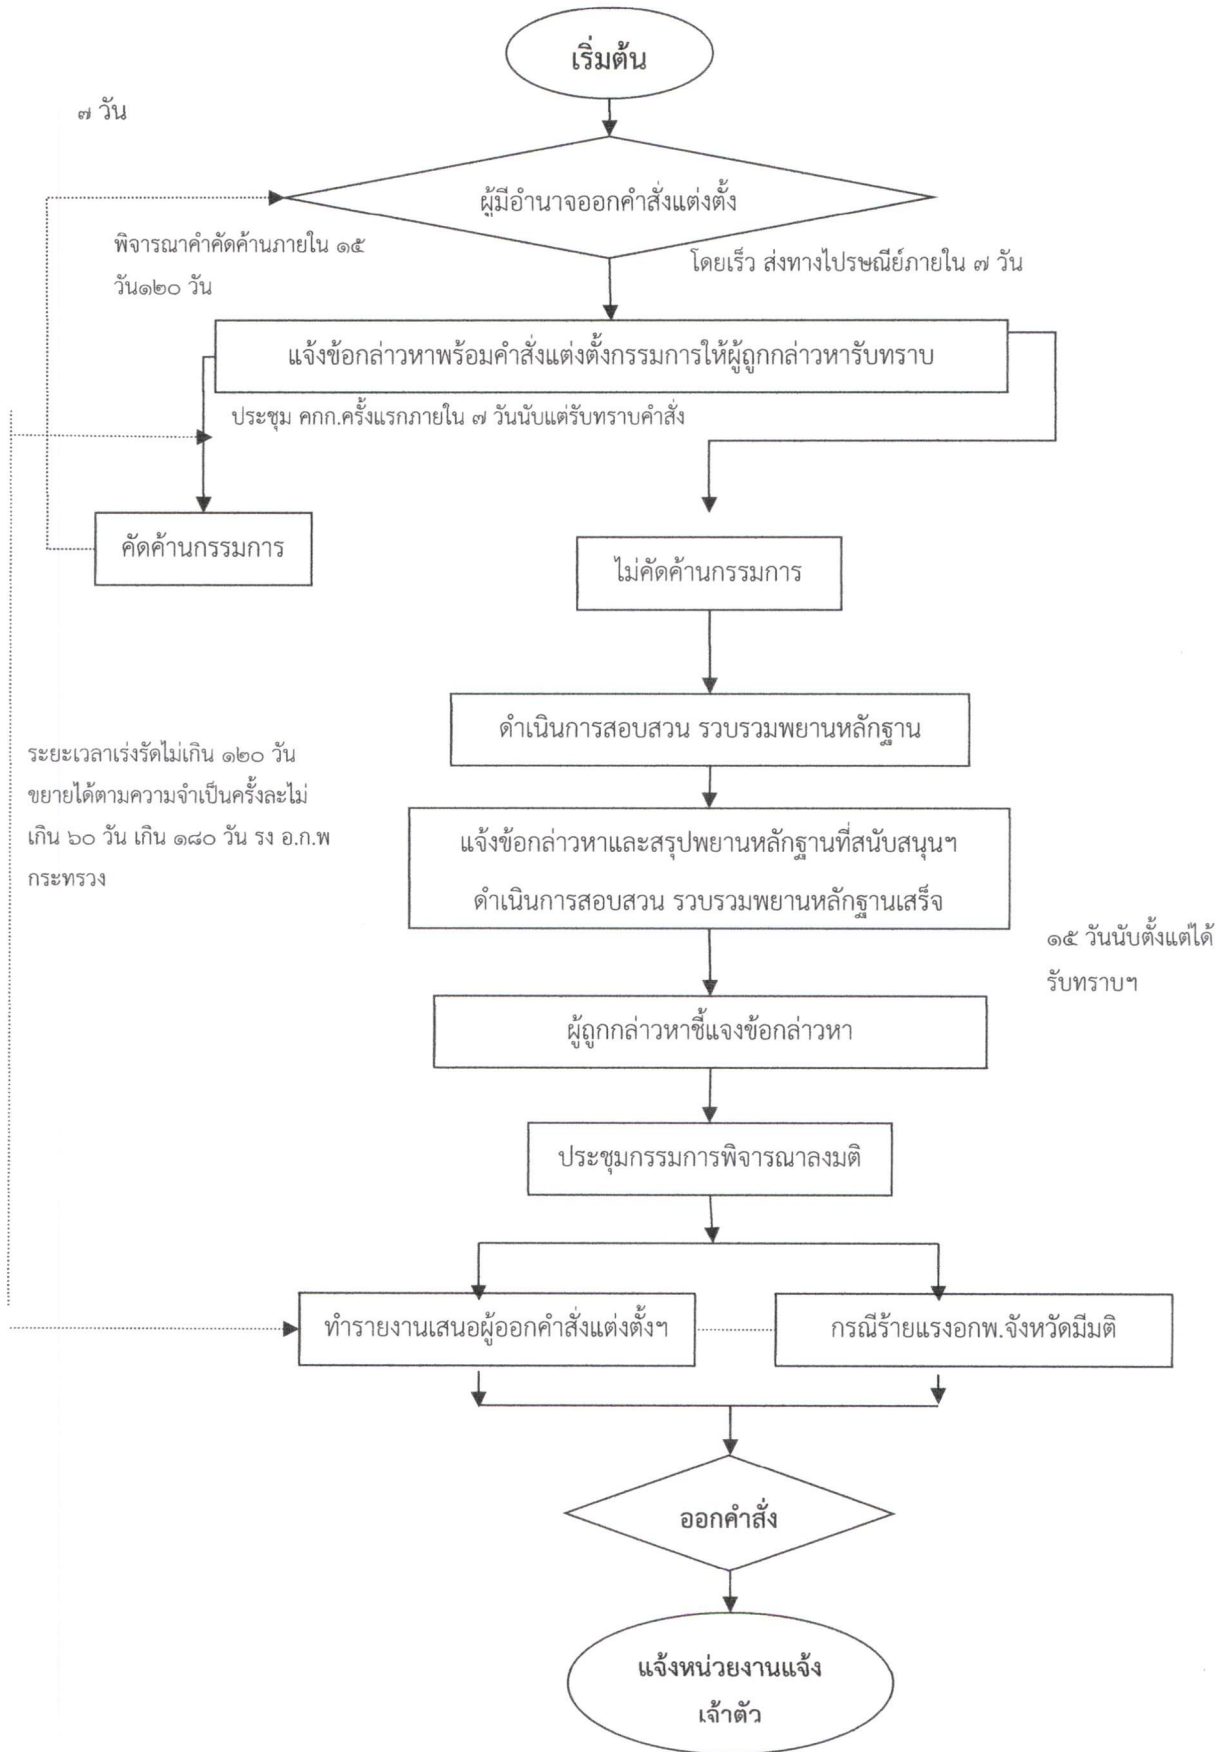 เริ่มต้น
๗ วัน
ผู้มีอำนาจออกคำสั่งแต่งตั้ง
พิจารณาคำคัดค้านภายใน ๑๕
วัน๑๒๐ วัน
โดยเร็ว ส่งทางไปรษณีย์ภายใน ๗ วัน
แจ้งข้อกล่าวหาพร้อมคำสั่งแต่งตั้งกรรมการให้ผู้ถูกกล่าวหารับทราบ
ประชุม คกก.ครั้งแรกภายใน ๗ วันนับแต่รับทราบคำสั่ง
คัดค้านกรรมการ
ไม่คัดค้านกรรมการ
ดำเนินการสอบสวน รวบรวมพยานหลักฐาน
ระยะเวลาเร่งรัดไม่เกิน ๑๒๐ วัน
ขยายได้ตามความจำเป็นครั้งละไม่
เกิน ๖๐ วัน เกิน ๑๘๐ วัน รง อ.ก.พ
กระทรวง
แจ้งข้อกล่าวหาและสรุปพยานหลักฐานที่สนับสนุนฯ
ดำเนินการสอบสวน รวบรวมพยานหลักฐานเสร็จ
๑๕ วันนับตั้งแต่ได้
รับทราบฯ
ผู้ถูกกล่าวหาชี้แจงข้อกล่าวหา
ประชุมกรรมการพิจารณาลงมติ
ทำรายงานเสนอผู้ออกคำสั่งแต่งตั้งฯ
กรณีร้ายแรงอกพ.จังหวัดมีมติ
ออกคำสั่ง
แจ้งหน่วยงานแจ้ง
เจ้าตัว